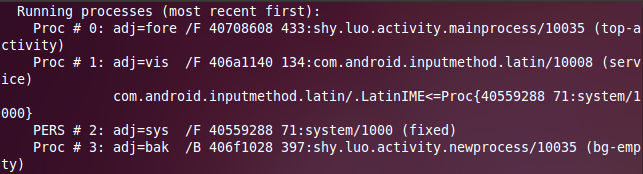 Running processes (most recent first):
Proc # 0: adj=fore /F 40708608 433:shy.luo.activity.mainprocess/10035 (top-a
ctivity)
Proc # 1: adj=vis  /F 406a1140 134:com.android.inputmethod.latin/10008 (serv
ice)
com.android.inputmethod.latin/.LatinIME<=Proc{40559288 71:system/1
000}
PERS # 2: adj=sys  /F 40559288 71:system/1000 (fixed)
Proc # 3: adj=bak  /B 406f1028 397:shy.luo.activity.newprocess/10035 (bg-emp
ty)